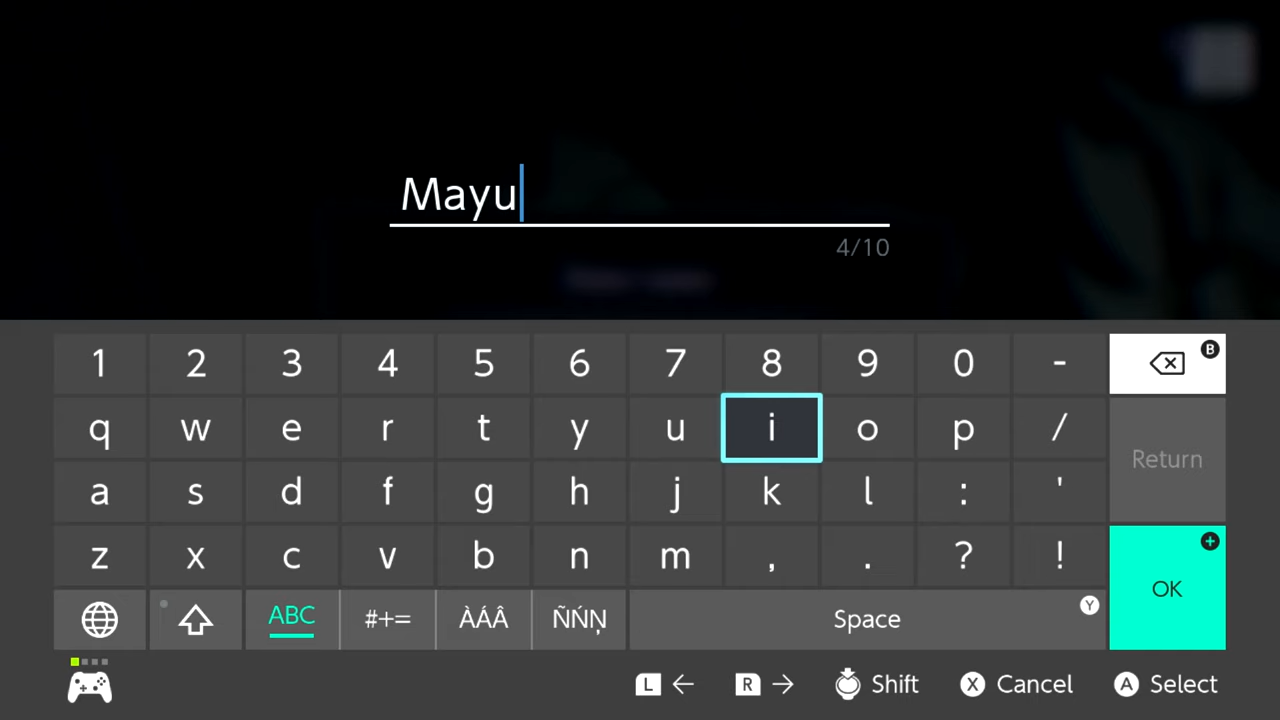 Mayu
4/10
1 2 3 4 5 6 7 8 9 0 - B
q w e r t y u i o p /
Return
a s d f g h j k l : '
z x c v b n m , . ? ! +
OK
ABC #+= ÀÁÂ ÑŃŅ Space Y
L ← R → Shift X Cancel A Select